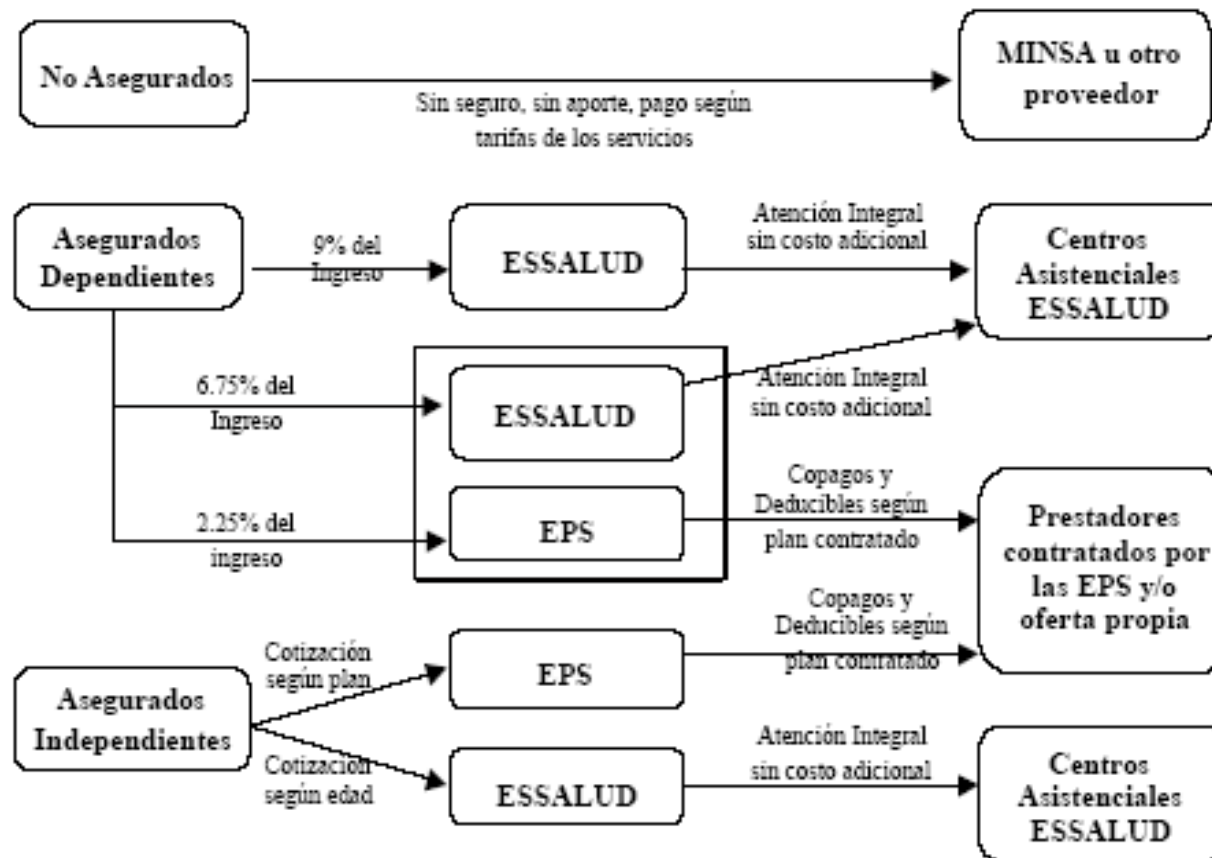 No Asegurados
Sin seguro, sin aporte, pago según
tarifas de los servicios
MINSA u otro
proveedor
Asegurados
Dependientes
9% del
Ingreso
ESSALUD
Atención Integral
sin costo adicional
Centros
Asistenciales
ESSALUD
6.75% del
Ingreso
ESSALUD
Atención Integral
sin costo adicional
2.25% del
ingreso
EPS
Copagos y
Deducibles según
plan contratado
Prestadores
contratados por
las EPS y/o
oferta propia
Asegurados
Independientes
Cotización
según plan
EPS
Copagos y
Deducibles según
plan contratado
Cotización
según edad
ESSALUD
Atención Integral
sin costo adicional
Centros
Asistenciales
ESSALUD